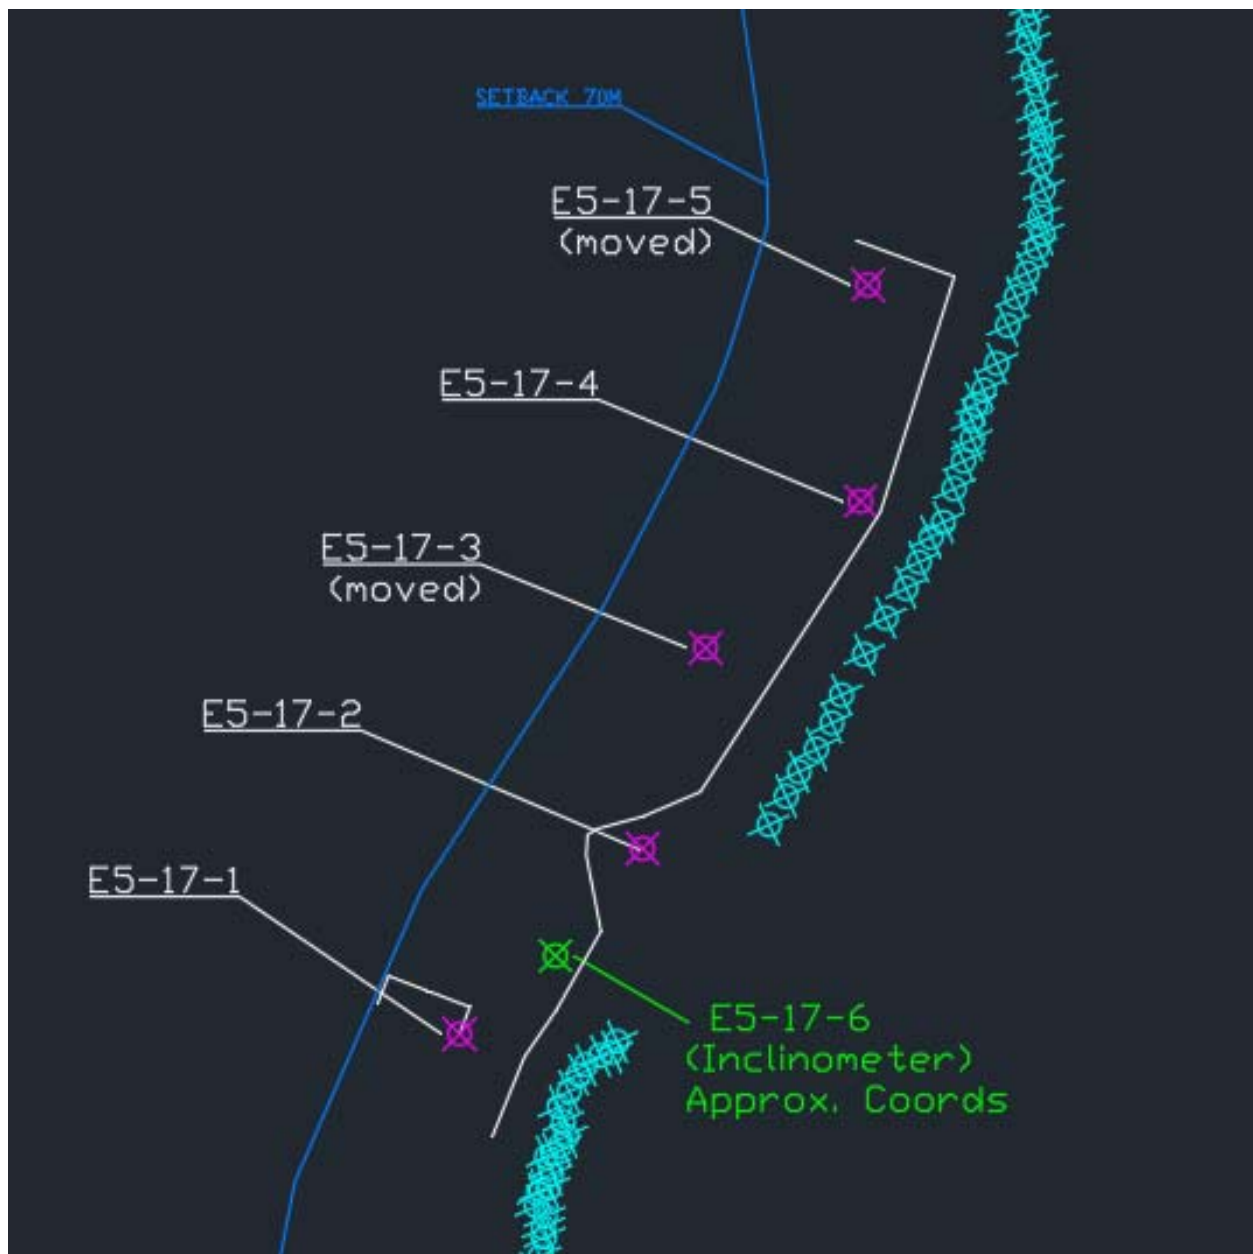 SETBACK 70M
E5-17-5
(moved)
E5-17-4
E5-17-3
(moved)
E5-17-2
E5-17-1
E5-17-6
(Inclinometer)
Approx. Coords